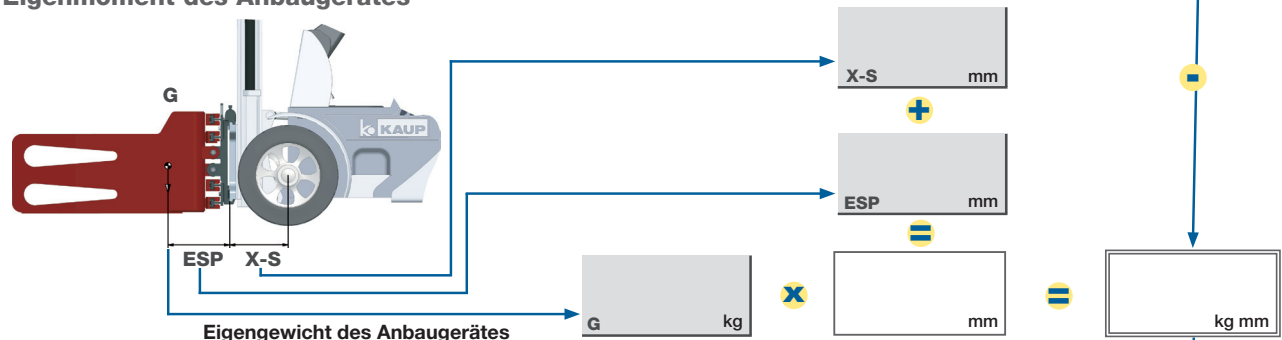 Eigenmoment des Anbaugerätes
G
KAUP
ESP X-S
X-S mm
+
ESP mm
=
G kg x mm = kg mm
-
Eigengewicht des Anbaugerätes